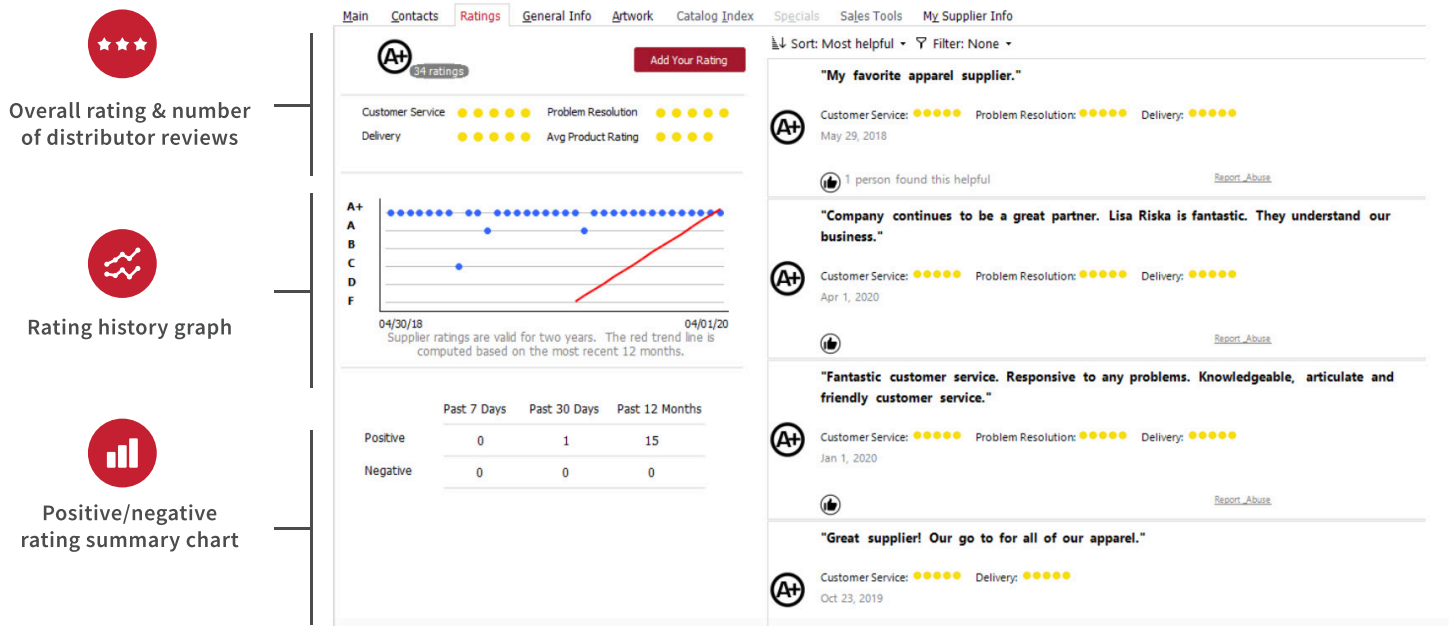 Overall rating & number
of distributor reviews
Rating history graph
Positive/negative
rating summary chart
Main Contacts Ratings General Info Artwork Catalog Index Specials Sales Tools My Supplier Info
A+
34 ratings
Add Your Rating
Customer Service Problem Resolution
Delivery Avg Product Rating
A+
A
B
C
D
F
04/30/18 04/01/20
Supplier ratings are valid for two years. The red trend line is
computed based on the most recent 12 months.
Past 7 Days Past 30 Days Past 12 Months
Positive 0 1 15
Negative 0 0 0
Sort: Most helpful Filter: None
"My favorite apparel supplier."
A+
Customer Service: Problem Resolution: Delivery:
May 29, 2018
1 person found this helpful Report_Abuse
"Company continues to be a great partner. Lisa Riska is fantastic. They understand our
business."
A+
Customer Service: Problem Resolution: Delivery:
Apr 1, 2020
Report_Abuse
"Fantastic customer service. Responsive to any problems. Knowledgeable, articulate and
friendly customer service."
A+
Customer Service: Problem Resolution: Delivery:
Jan 1, 2020
Report_Abuse
"Great supplier! Our go to for all of our apparel."
A+
Customer Service: Delivery:
Oct 23, 2019